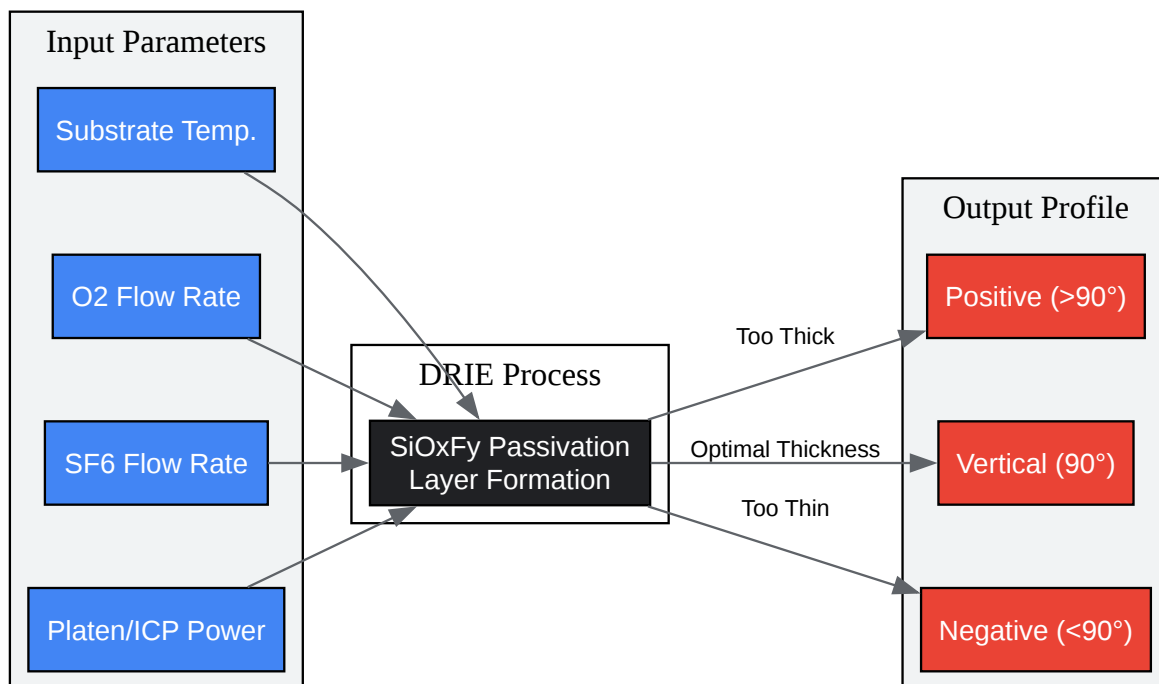 Input Parameters
Substrate Temp.
O2 Flow Rate
SF6 Flow Rate
Platen/ICP Power
DRIE Process
SiOxFy Passivation
Layer Formation
Too Thick
Optimal Thickness
Too Thin
Output Profile
Positive (>90°)
Vertical (90°)
Negative (<90°)